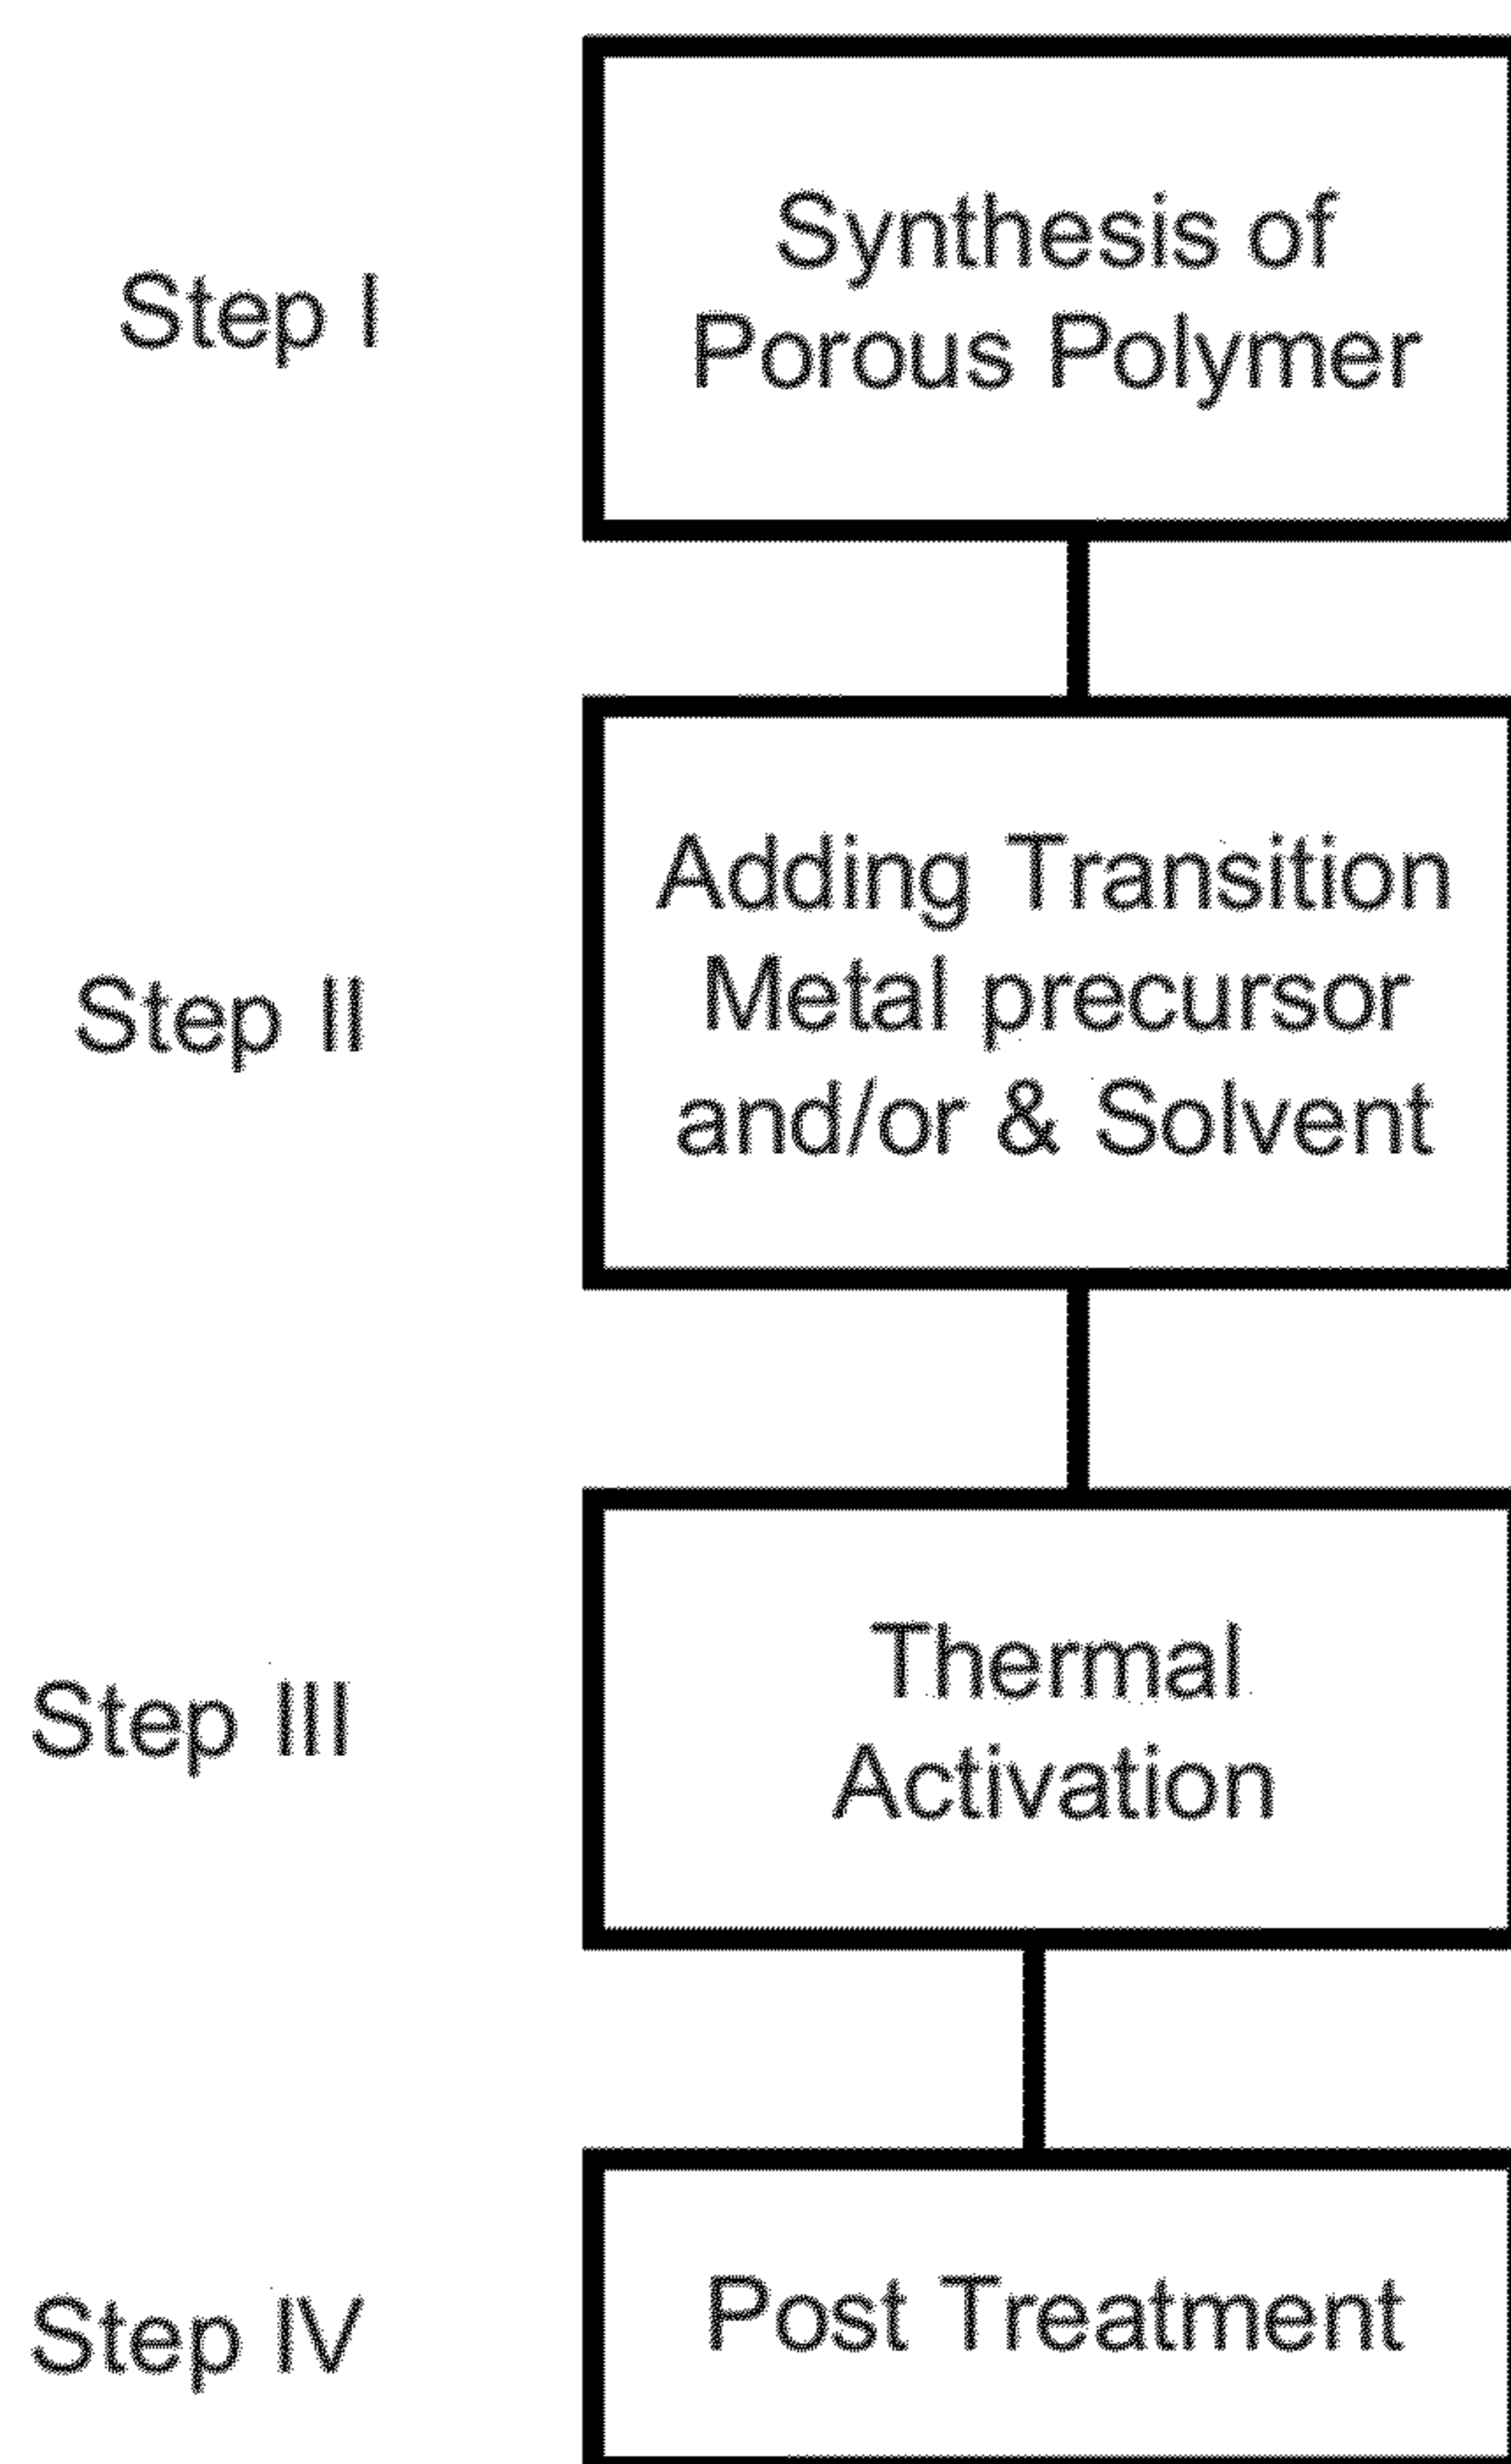 Step I
Synthesis of
Porous Polymer
Step II
Adding Transition
Metal precursor
and/or & Solvent
Step III
Thermal
Activation
Step IV
Post Treatment